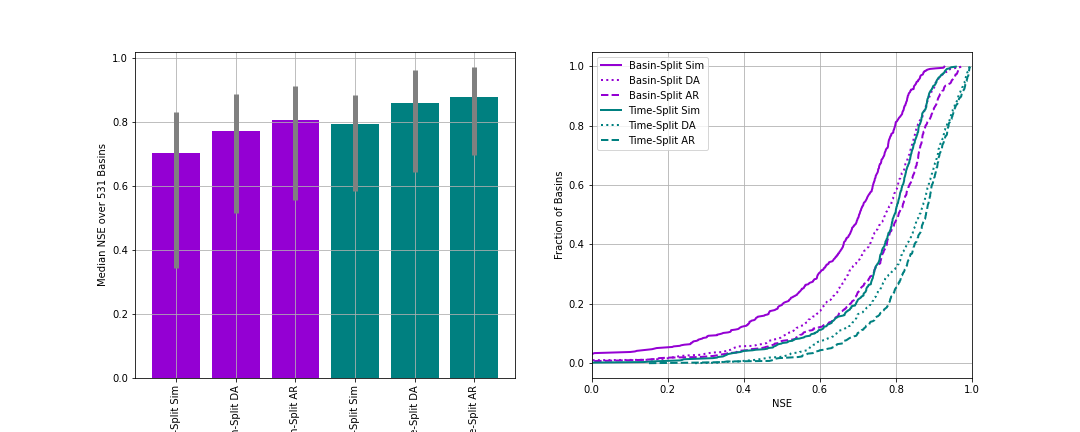 Median NSE over 531 Basins
1.0
0.8
0.6
0.4
0.2
0.0
-Split Sim
-Split DA
-Split AR
-Split Sim
e-Split DA
e-Split AR
Fraction of Basins
1.0
0.8
0.6
0.4
0.2
0.0
Basin-Split Sim
Basin-Split DA
Basin-Split AR
Time-Split Sim
Time-Split DA
Time-Split AR
0.0 0.2 0.4 0.6 0.8 1.0
NSE